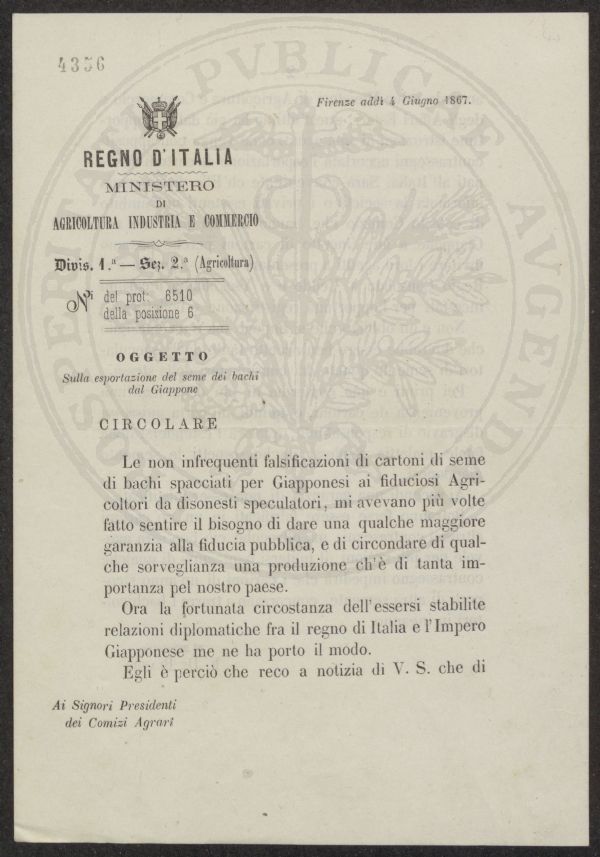 4356
Firenze addì 4 Giugno 1867.
REGNO D'ITALIA
MINISTERO
DI
AGRICOLTURA INDUSTRIA E COMMERCIO
Divis. 1.ª — Sez. 2.ª (Agricoltura)
Nⁱ del prot. 6510
della posizione 6
OGGETTO
Sulla esportazione del seme dei bachi
dal Giappone
CIRCOLARE
Le non infrequenti falsificazioni di cartoni di seme
di bachi spacciati per Giapponesi ai fiduciosi Agri-
coltori da disonesti speculatori, mi avevano più volte
fatto sentire il bisogno di dare una qualche maggiore
garanzia alla fiducia pubblica, e di circondare di qual-
che sorveglianza una produzione ch'è di tanta im-
portanza pel nostro paese.
Ora la fortunata circostanza dell'essersi stabilite
relazioni diplomatiche fra il regno di Italia e l'Impero
Giapponese me ne ha porto il modo.
Egli è perciò che reco a notizia di V. S. che di
Ai Signori Presidenti
dei Comizi Agrari
PVBLICAE
AVGENDAE